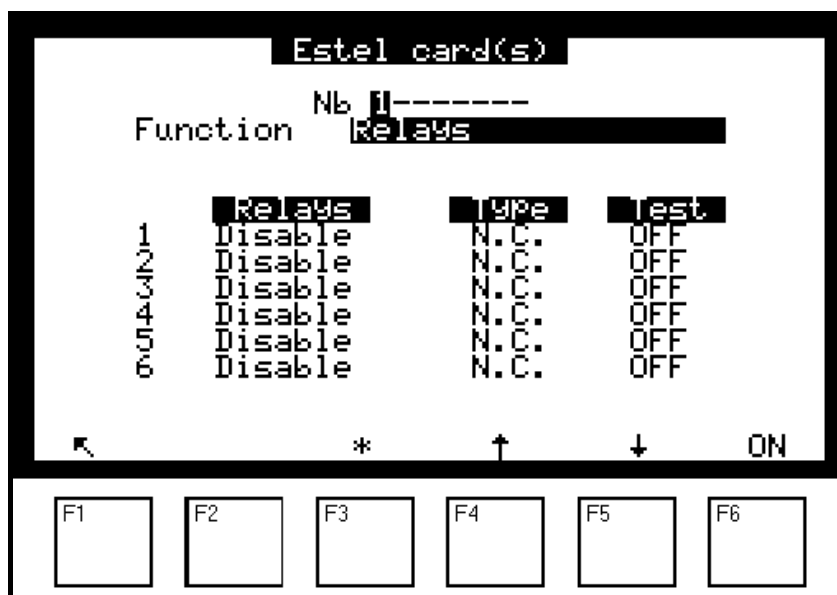 Estel card(s)
Nb 1-------
Function Relays
Relays Type Test
1 Disable N.C. OFF
2 Disable N.C. OFF
3 Disable N.C. OFF
4 Disable N.C. OFF
5 Disable N.C. OFF
6 Disable N.C. OFF
↖ * ↑ ↓ ON
F1 F2 F3 F4 F5 F6